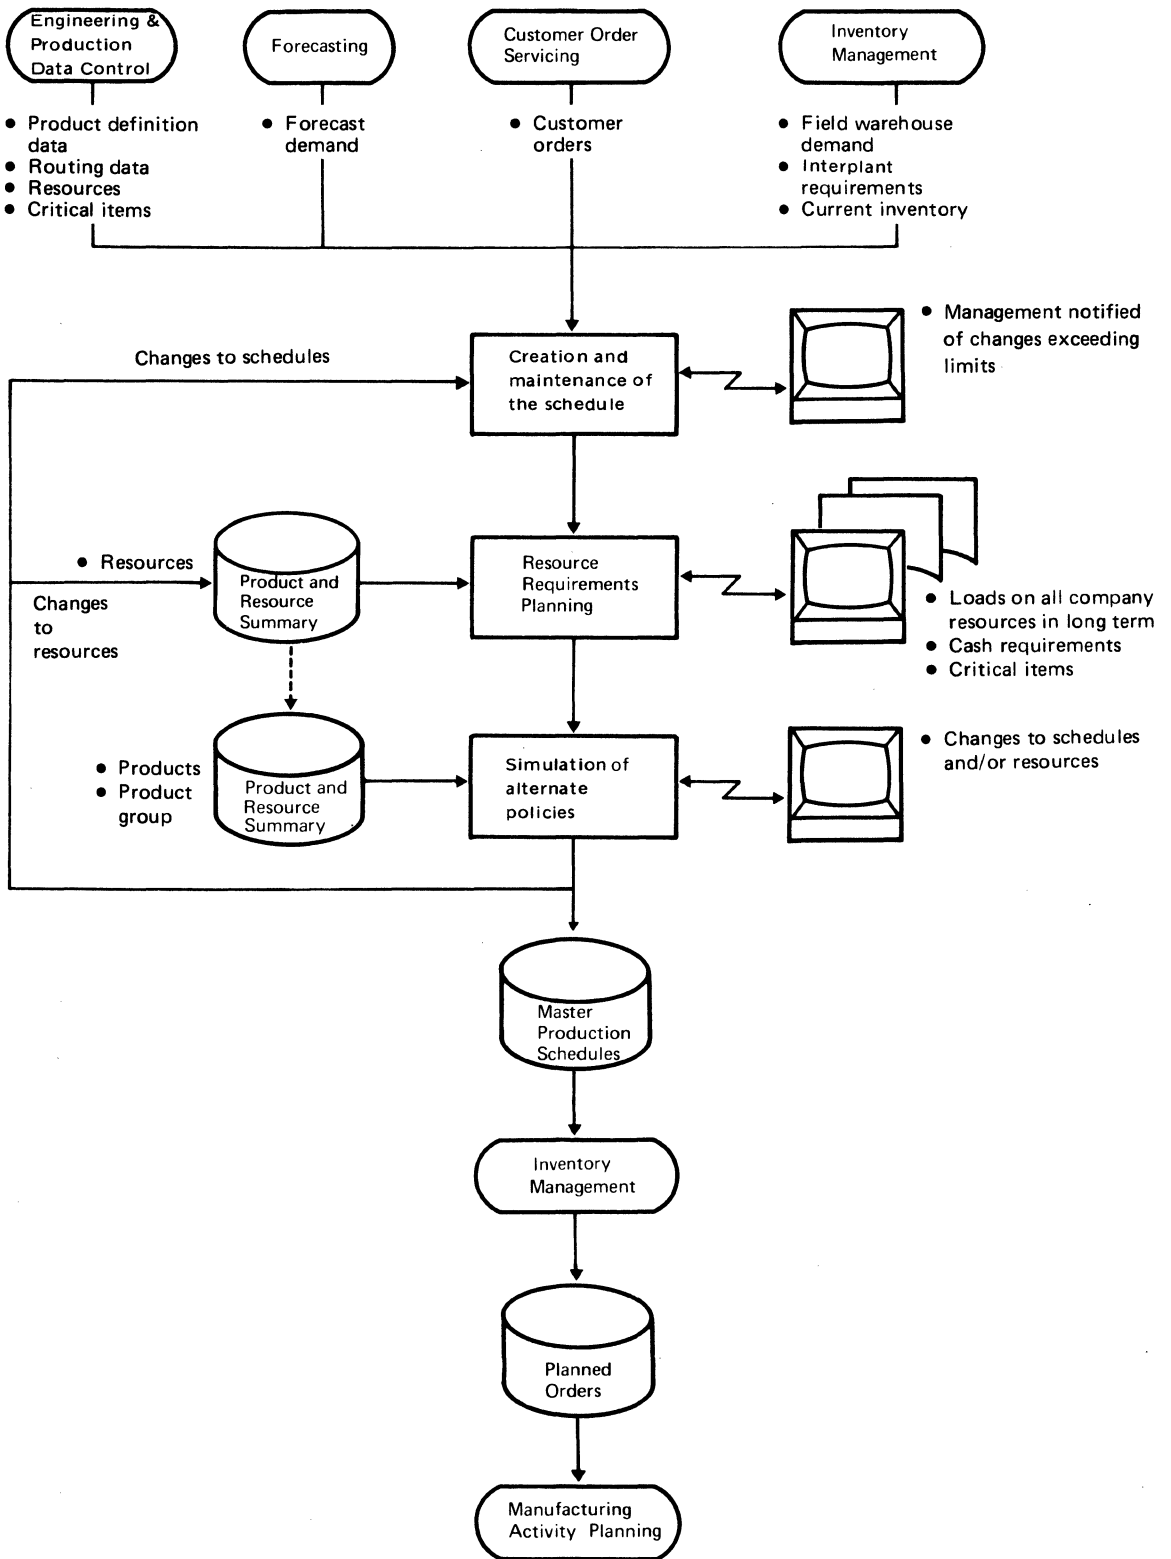 Engineering &
Production
Data Control
Forecasting
Customer Order
Servicing
Inventory
Management
• Product definition
data
• Routing data
• Resources
• Critical items
• Forecast
demand
• Customer
orders
• Field warehouse
demand
• Interplant
requirements
• Current inventory
Changes to schedules
Creation and
maintenance of
the schedule
• Management notified
of changes exceeding
limits
• Resources
Changes
to
resources
Product and
Resource
Summary
Resource
Requirements
Planning
• Loads on all company
resources in long term
• Cash requirements
• Critical items
• Products
• Product
group
Product and
Resource
Summary
Simulation of
alternate
policies
• Changes to schedules
and/or resources
Master
Production
Schedules
Inventory
Management
Planned
Orders
Manufacturing
Activity Planning